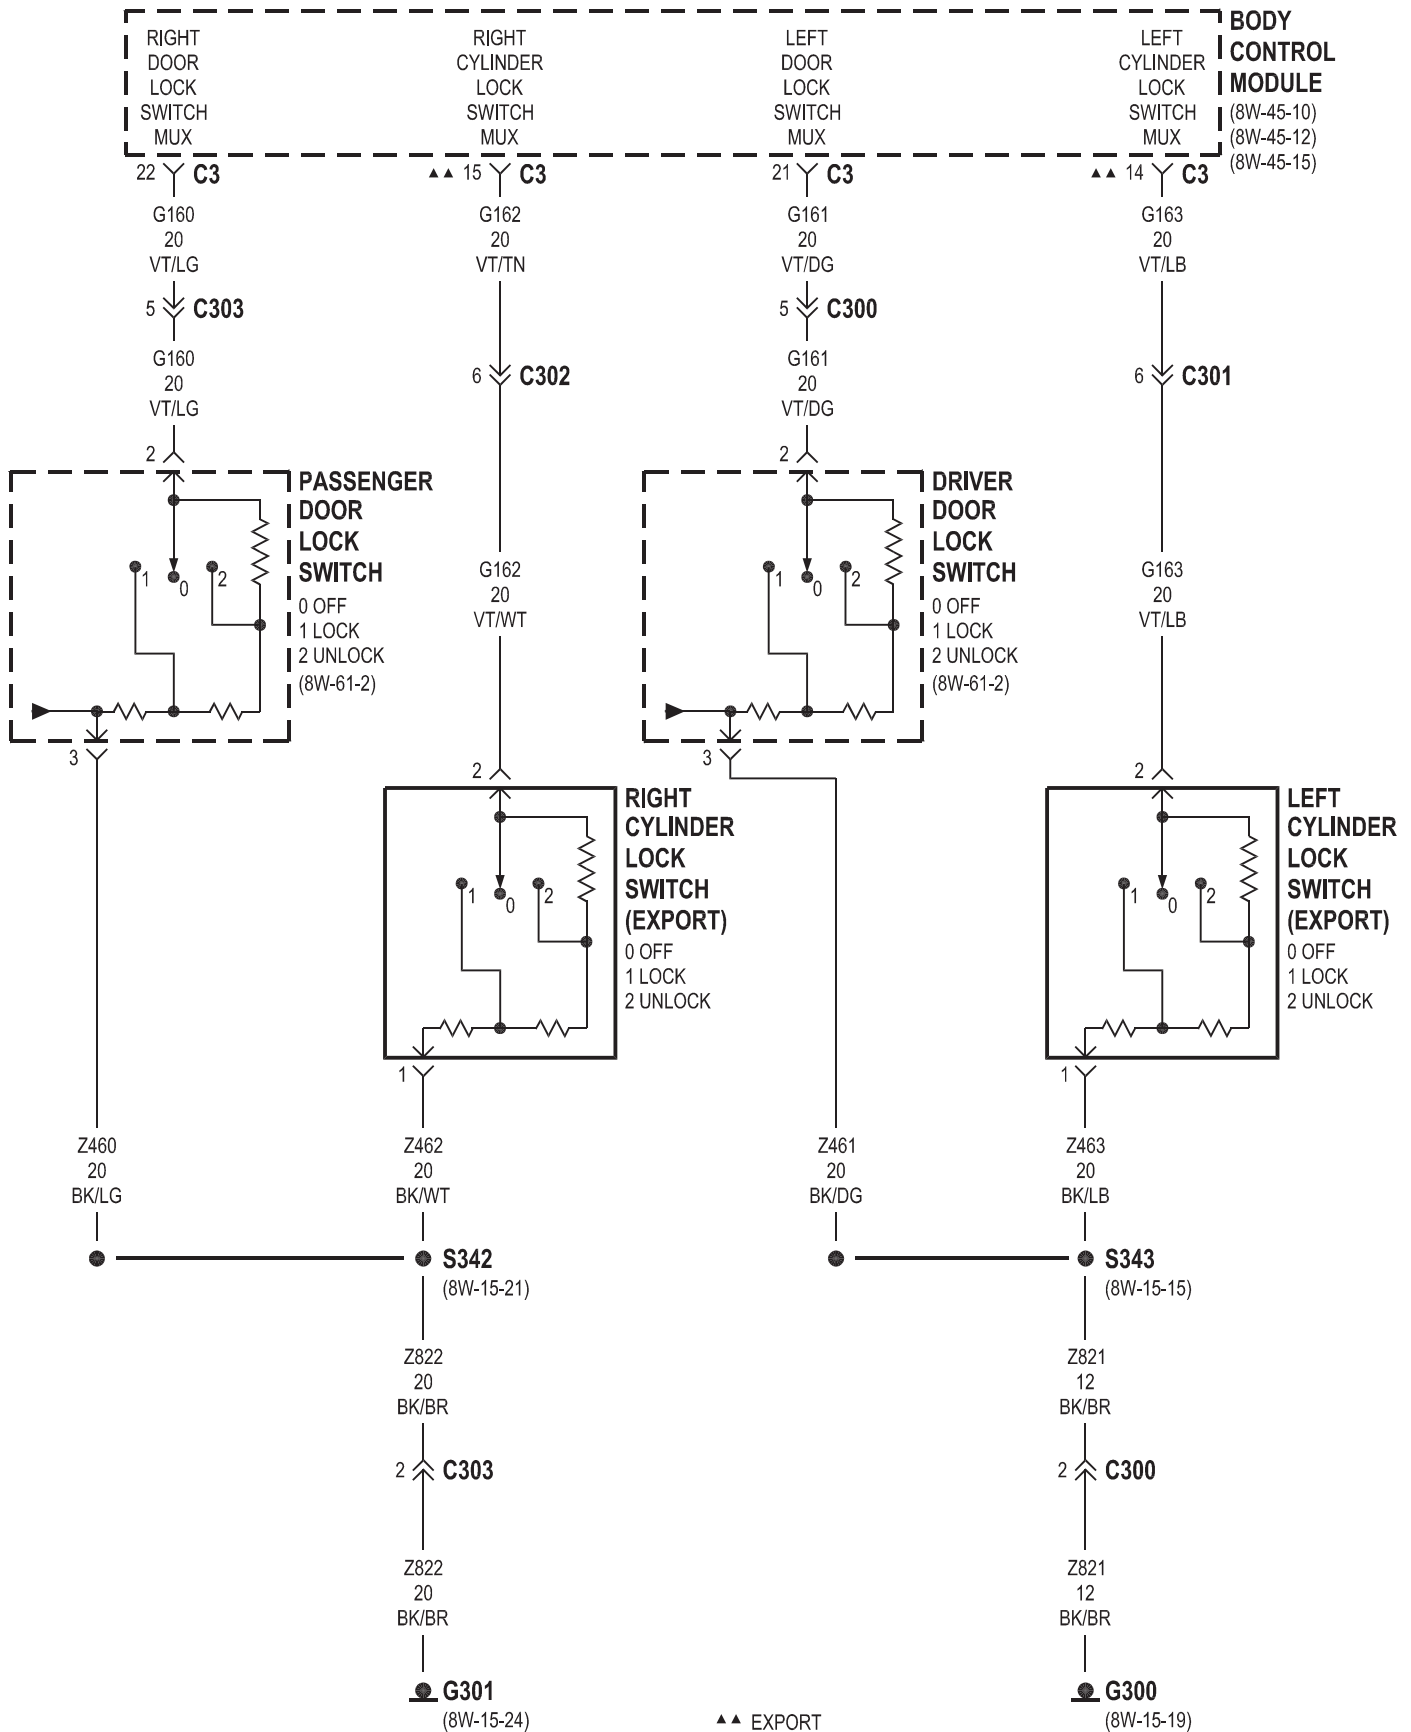 RIGHT
DOOR
LOCK
SWITCH
MUX
RIGHT
CYLINDER
LOCK
SWITCH
MUX
LEFT
DOOR
LOCK
SWITCH
MUX
LEFT
CYLINDER
LOCK
SWITCH
MUX
BODY
CONTROL
MODULE
(8W-45-10)
(8W-45-12)
(8W-45-15)
22 C3
▲▲ 15 C3
21 C3
▲▲ 14 C3
G160
20
VT/LG
G162
20
VT/TN
G161
20
VT/DG
G163
20
VT/LB
5 C303
5 C300
G160
20
VT/LG
6 C302
G161
20
VT/DG
6 C301
2
2
PASSENGER
DOOR
LOCK
SWITCH
0 OFF
1 LOCK
2 UNLOCK
(8W-61-2)
1
0
2
3
G162
20
VT/WT
DRIVER
DOOR
LOCK
SWITCH
0 OFF
1 LOCK
2 UNLOCK
(8W-61-2)
1
0
2
3
G163
20
VT/LB
2
RIGHT
CYLINDER
LOCK
SWITCH
(EXPORT)
0 OFF
1 LOCK
2 UNLOCK
1
0
2
1
2
LEFT
CYLINDER
LOCK
SWITCH
(EXPORT)
0 OFF
1 LOCK
2 UNLOCK
1
0
2
1
Z460
20
BK/LG
Z462
20
BK/WT
Z461
20
BK/DG
Z463
20
BK/LB
S342
(8W-15-21)
S343
(8W-15-15)
Z822
20
BK/BR
Z821
12
BK/BR
2 C303
2 C300
Z822
20
BK/BR
Z821
12
BK/BR
G301
(8W-15-24)
▲▲ EXPORT
G300
(8W-15-19)